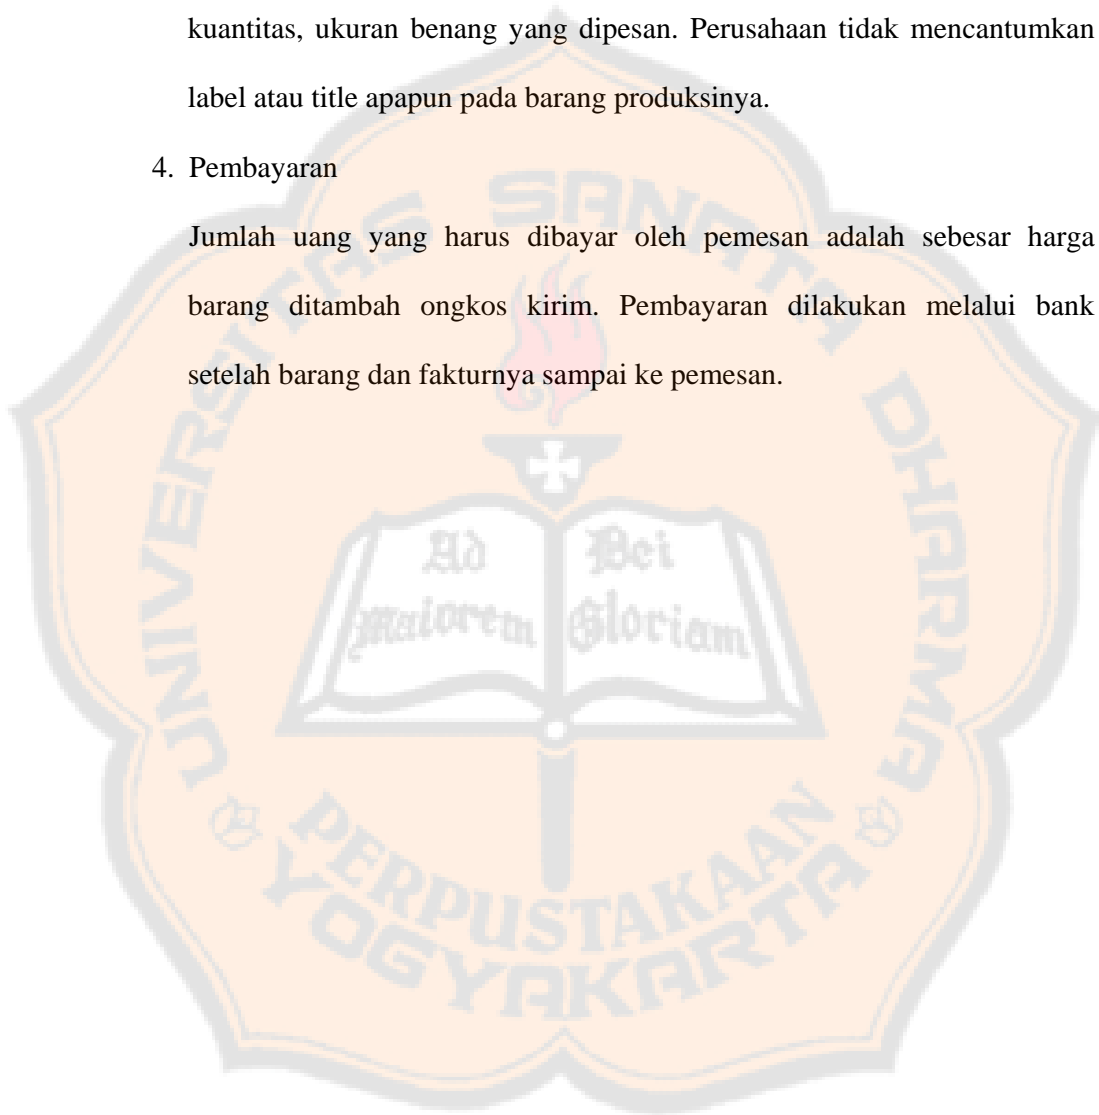 kuantitas, ukuran benang yang dipesan. Perusahaan tidak mencantumkan
label atau title apapun pada barang produksinya.
4. Pembayaran
Jumlah uang yang harus dibayar oleh pemesan adalah sebesar harga
barang ditambah ongkos kirim. Pembayaran dilakukan melalui bank
setelah barang dan fakturnya sampai ke pemesan.
UNIVERSITAS SANATA DHARMA
Ad Dei
Maiorem Gloriam
PERPUSTAKAAN
YOGYAKARTA